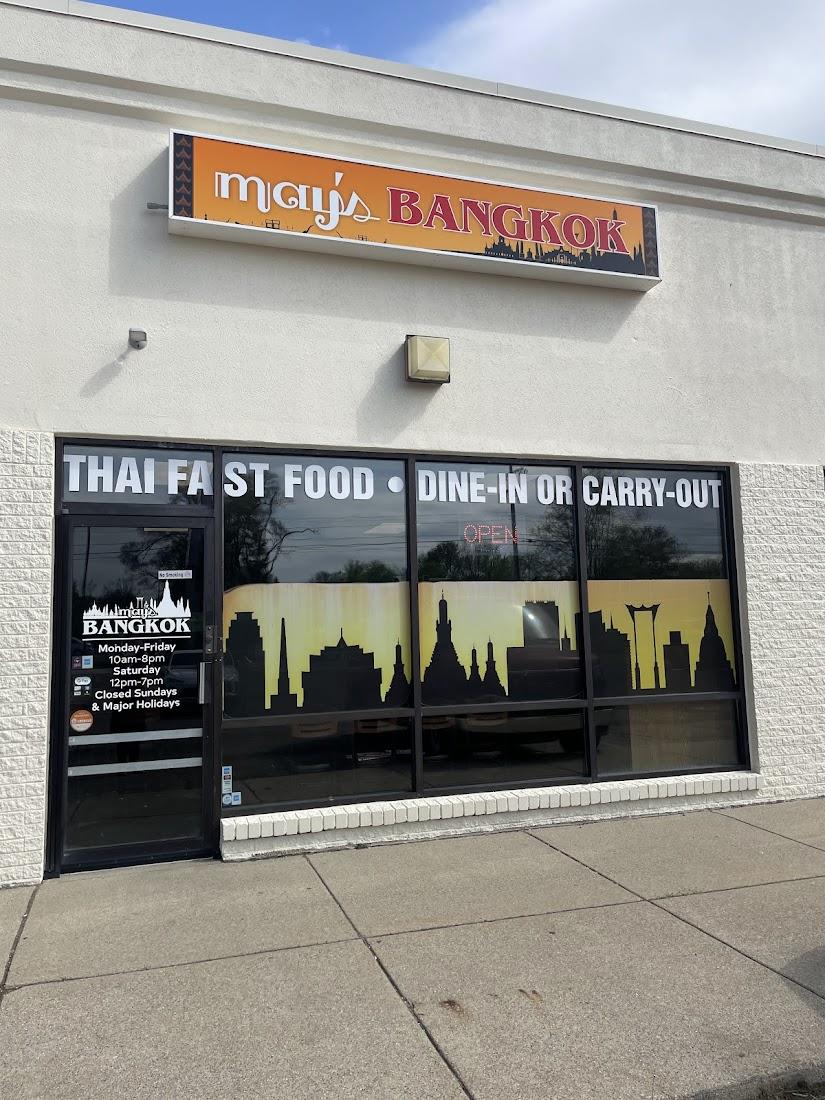 may's BANGKOK
THAI FAST FOOD • DINE-IN OR CARRY-OUT
OPEN
No Smoking
may's
BANGKOK
Monday-Friday
10am-8pm
Saturday
12pm-7pm
Closed Sundays
& Major Holidays